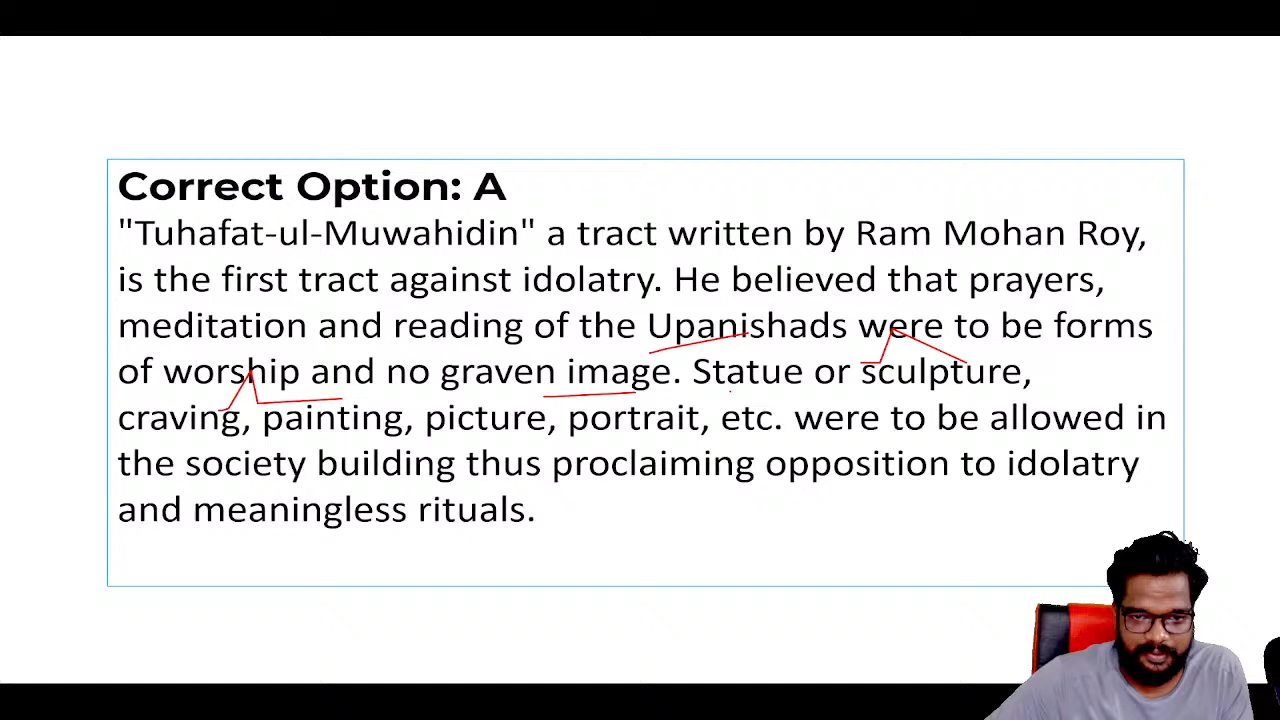 Correct Option: A
"Tuhafat-ul-Muwahidin" a tract written by Ram Mohan Roy,
is the first tract against idolatry. He believed that prayers,
meditation and reading of the Upanishads were to be forms
of worship and no graven image. Statue or sculpture,
craving, painting, picture, portrait, etc. were to be allowed in
the society building thus proclaiming opposition to idolatry
and meaningless rituals.